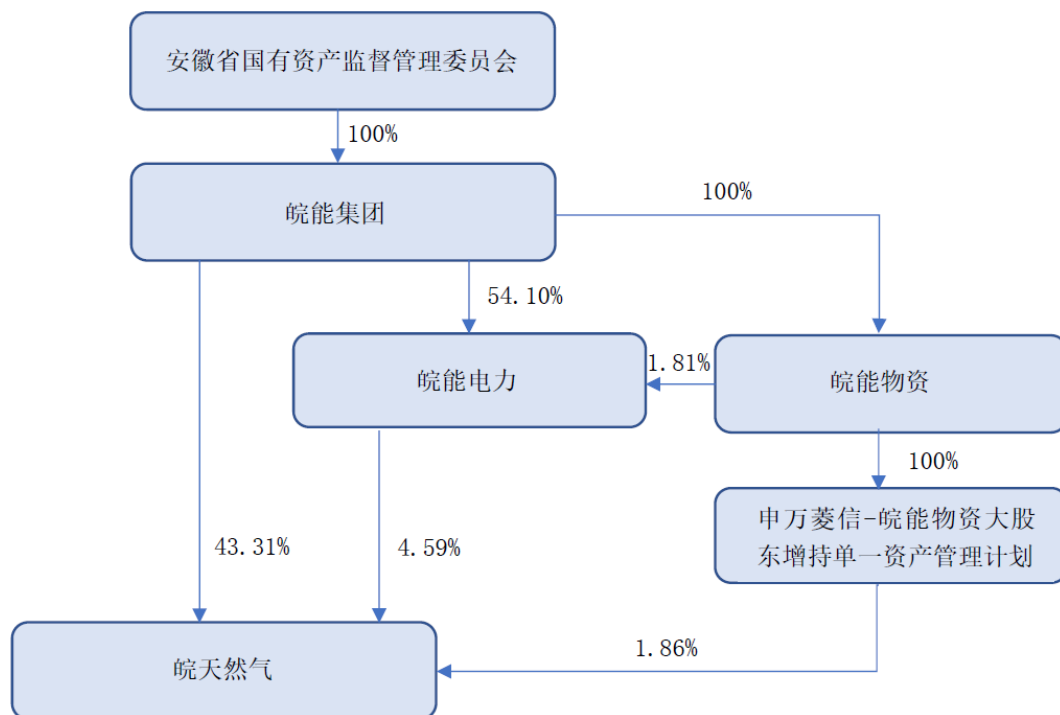 安徽省国有资产监督管理委员会
100%
皖能集团
100%
54.10%
皖能电力
1.81%
皖能物资
100%
申万菱信-皖能物资大股
东增持单一资产管理计划
43.31%
4.59%
1.86%
皖天然气